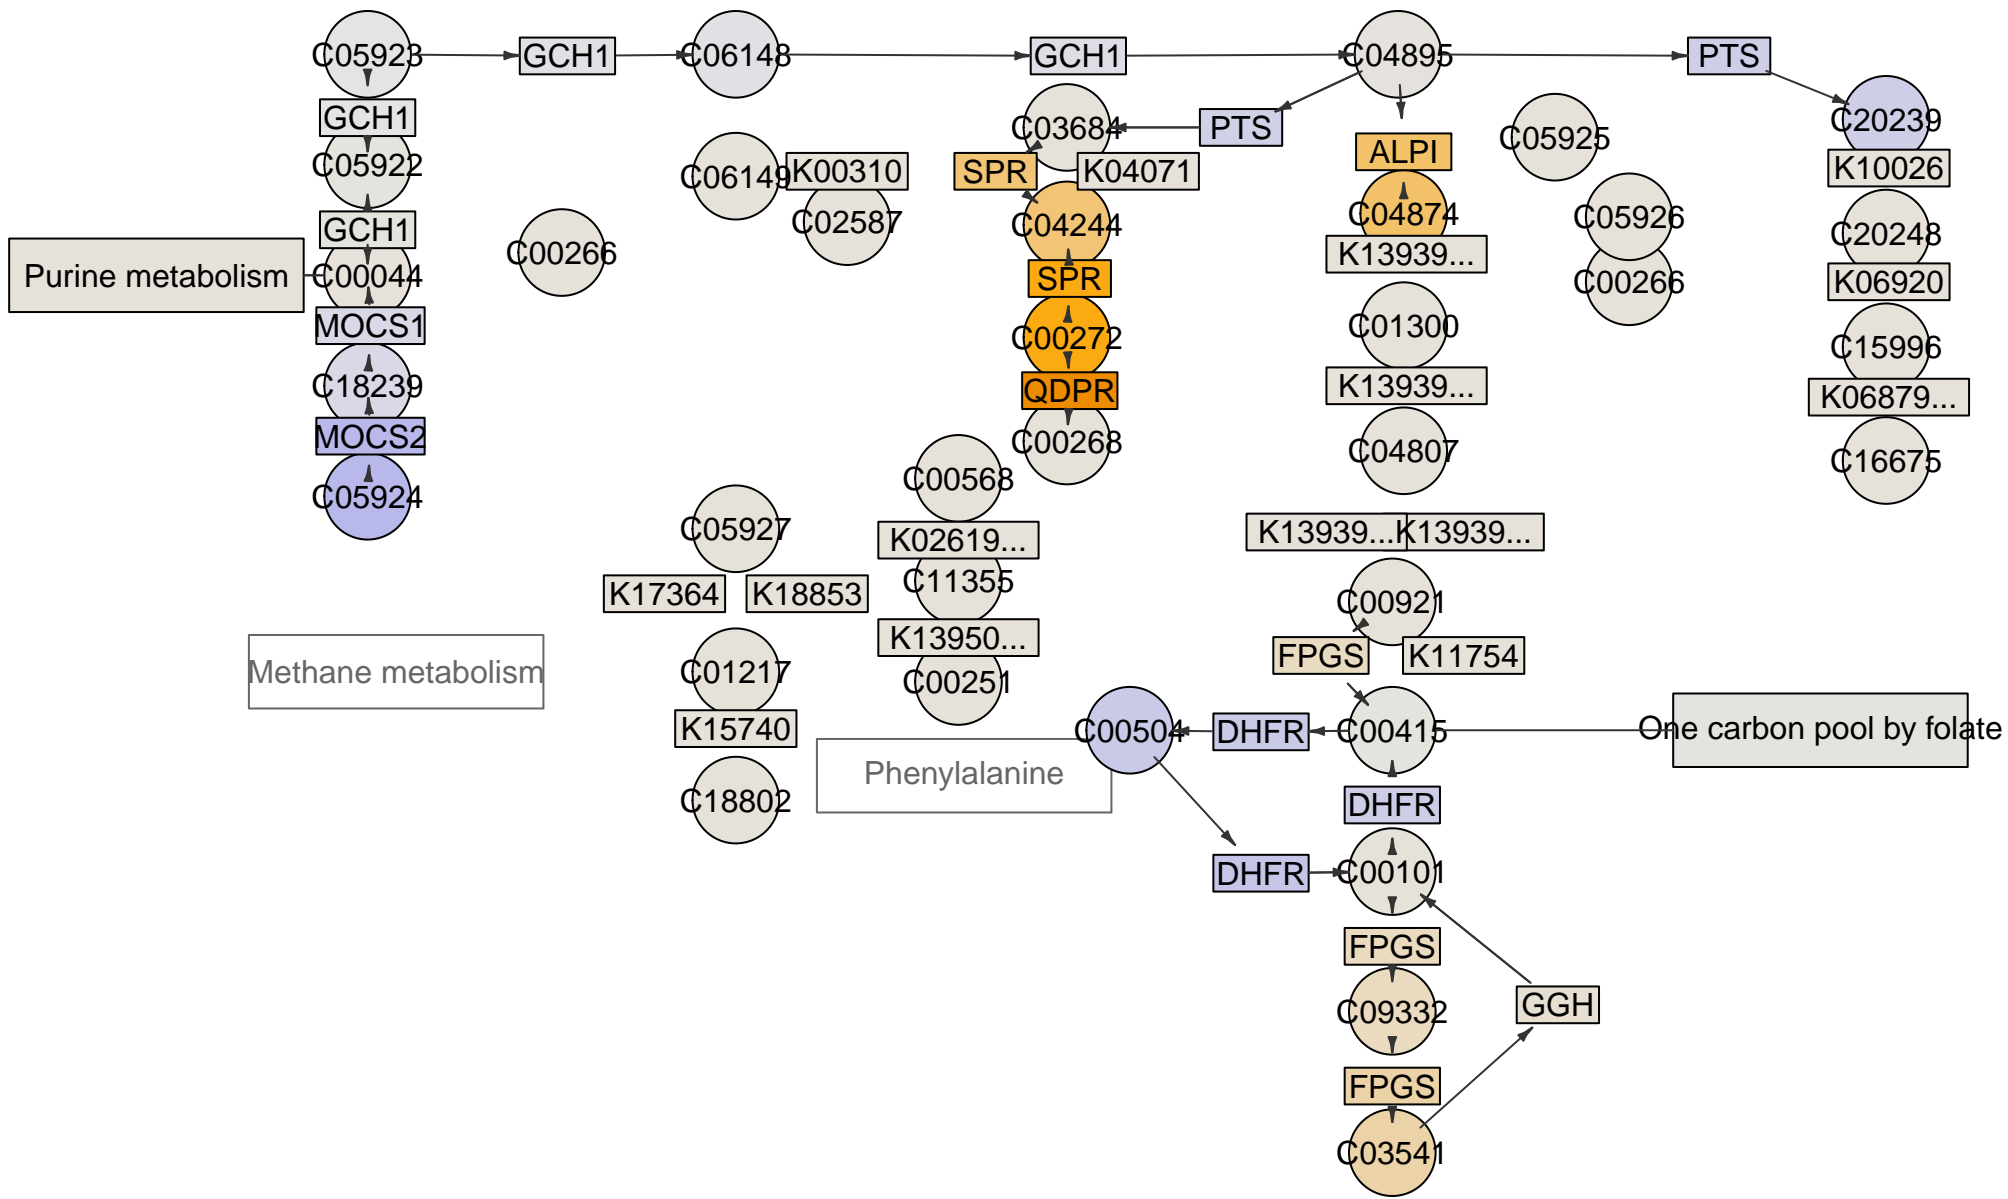 C05923
GCH1
C06148
GCH1
C04895
PTS
GCH1
C03684
PTS
ALPI
C05925
C20239
C05922
C06149
K00310
SPR
K04071
K10026
GCH1
C02587
C04244
C04874
C05926
C20248
Purine metabolism
C00044
C00266
SPR
K13939...
C00266
K06920
MOCS1
C00272
C01300
C15996
C18239
QDPR
K13939...
K06879...
MOCS2
C00268
C04807
C16675
C05924
C00568
C05927
K02619...
K13939...
K13939...
K17364
K18853
C11355
C00921
Methane metabolism
K13950...
FPGS
K11754
C01217
C00251
K15740
C00504
DHFR
C00415
One carbon pool by folate
Phenylalanine
C18802
DHFR
DHFR
C00101
FPGS
C09332
GGH
FPGS
C03541